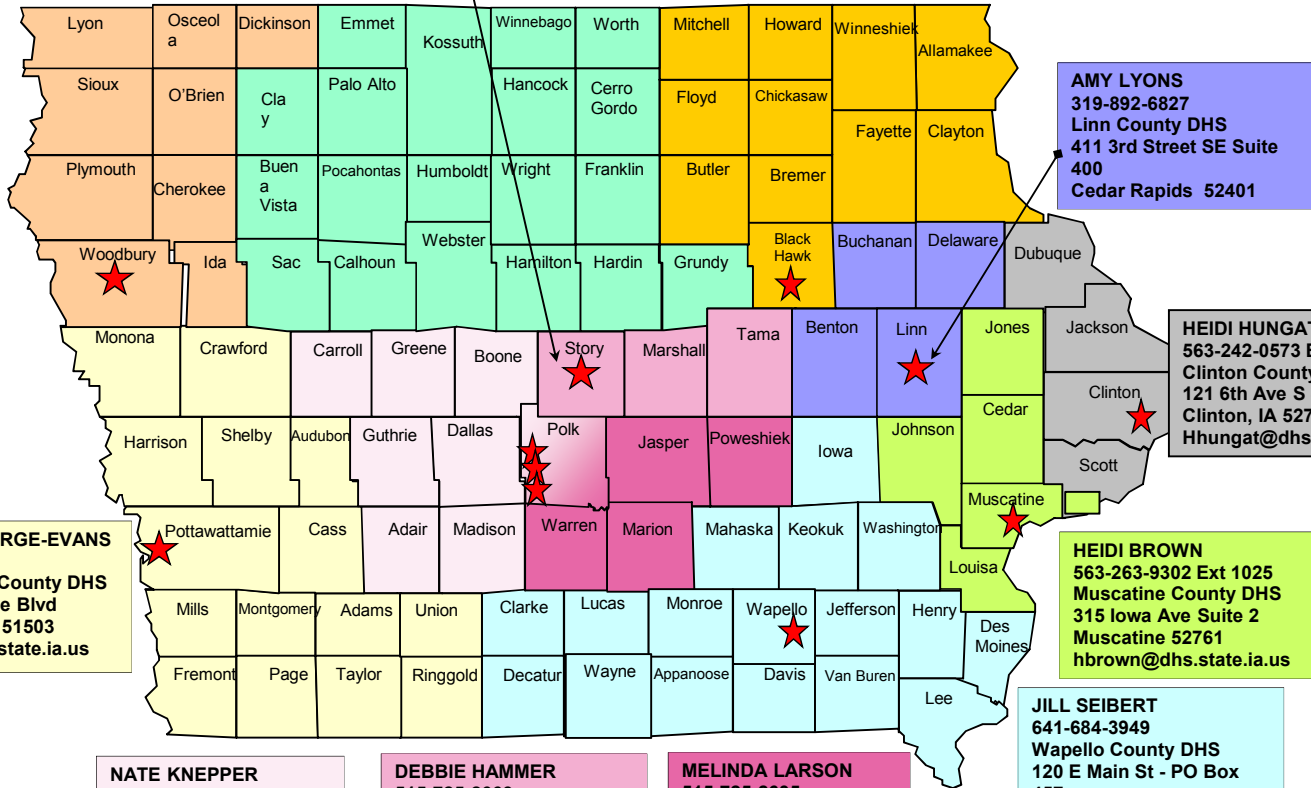 Lyon
Osceol
a
Dickinson
Emmet
Kossuth
Winnebago
Worth
Mitchell
Howard
Winneshiek
Allamakee
Sioux
O'Brien
Cla
y
Palo Alto
Hancock
Cerro
Gordo
Floyd
Chickasaw
Fayette
Clayton
AMY LYONS
319-892-6827
Linn County DHS
411 3rd Street SE Suite
400
Cedar Rapids 52401
Plymouth
Cherokee
Buen
a
Vista
Pocahontas
Humboldt
Wright
Franklin
Butler
Bremer
Woodbury
Ida
Sac
Calhoun
Webster
Hamilton
Hardin
Grundy
Black
Hawk
Buchanan
Delaware
Dubuque
Monona
Crawford
Carroll
Greene
Boone
Story
Marshall
Tama
Benton
Linn
Jones
Jackson
Clinton
HEIDI HUNGAT
563-242-0573 E
Clinton County
121 6th Ave S
Clinton, IA 527
Hhungat@dhs
Harrison
Shelby
Audubon
Guthrie
Dallas
Polk
Jasper
Poweshiek
Iowa
Johnson
Cedar
Scott
Muscatine
RGE-EVANS
County DHS
e Blvd
51503
state.ia.us
Pottawattamie
Cass
Adair
Madison
Warren
Marion
Mahaska
Keokuk
Washington
Louisa
HEIDI BROWN
563-263-9302 Ext 1025
Muscatine County DHS
315 Iowa Ave Suite 2
Muscatine 52761
hbrown@dhs.state.ia.us
Mills
Montgomery
Adams
Union
Clarke
Lucas
Monroe
Wapello
Jefferson
Henry
Des
Moines
Fremont
Page
Taylor
Ringgold
Decatur
Wayne
Appanoose
Davis
Van Buren
Lee
JILL SEIBERT
641-684-3949
Wapello County DHS
120 E Main St - PO Box
NATE KNEPPER
DEBBIE HAMMER
MELINDA LARSON